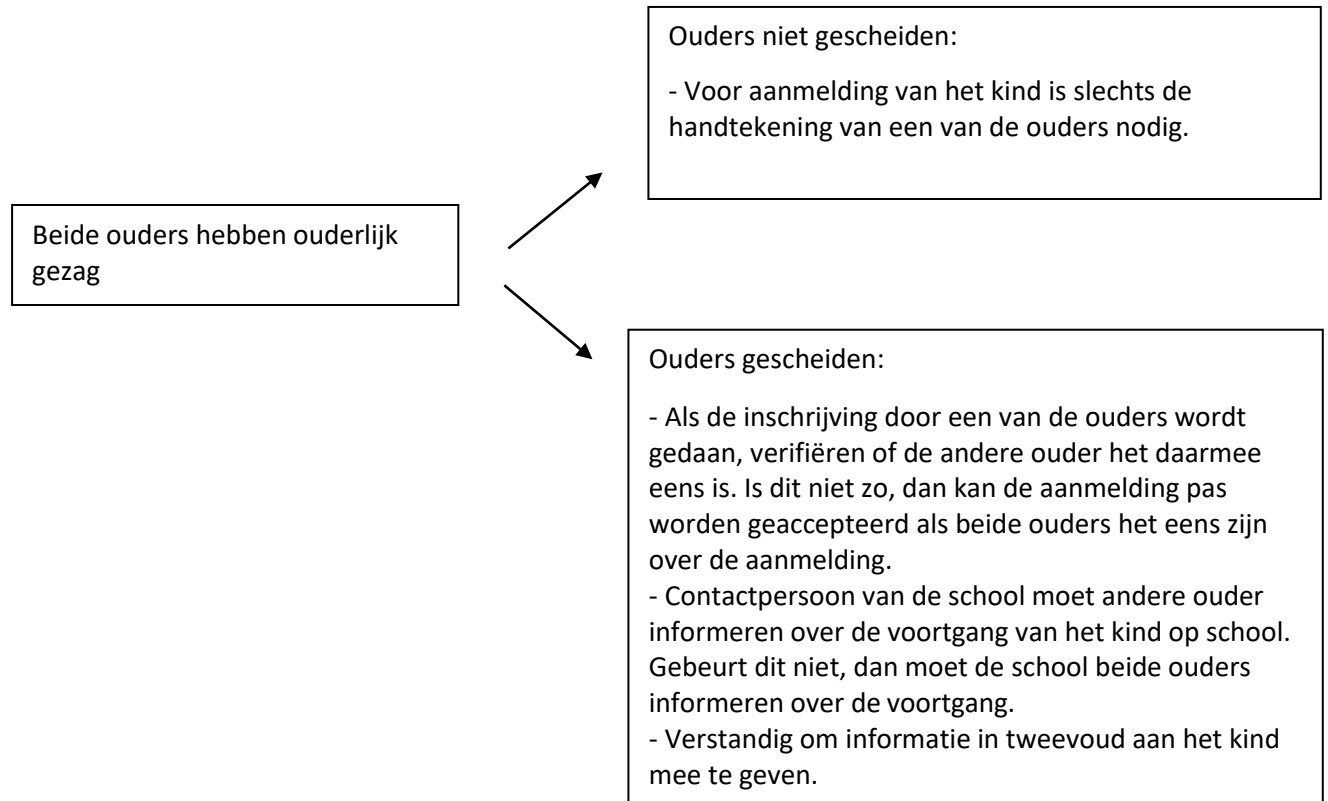 Ouders niet gescheiden:
- Voor aanmelding van het kind is slechts de
handtekening van een van de ouders nodig.
Beide ouders hebben ouderlijk
gezag
Ouders gescheiden:
- Als de inschrijving door een van de ouders wordt
gedaan, verifiëren of de andere ouder het daarmee
eens is. Is dit niet zo, dan kan de aanmelding pas
worden geaccepteerd als beide ouders het eens zijn
over de aanmelding.
- Contactpersoon van de school moet andere ouder
informeren over de voortgang van het kind op school.
Gebeurt dit niet, dan moet de school beide ouders
informeren over de voortgang.
- Verstandig om informatie in tweevoud aan het kind
mee te geven.